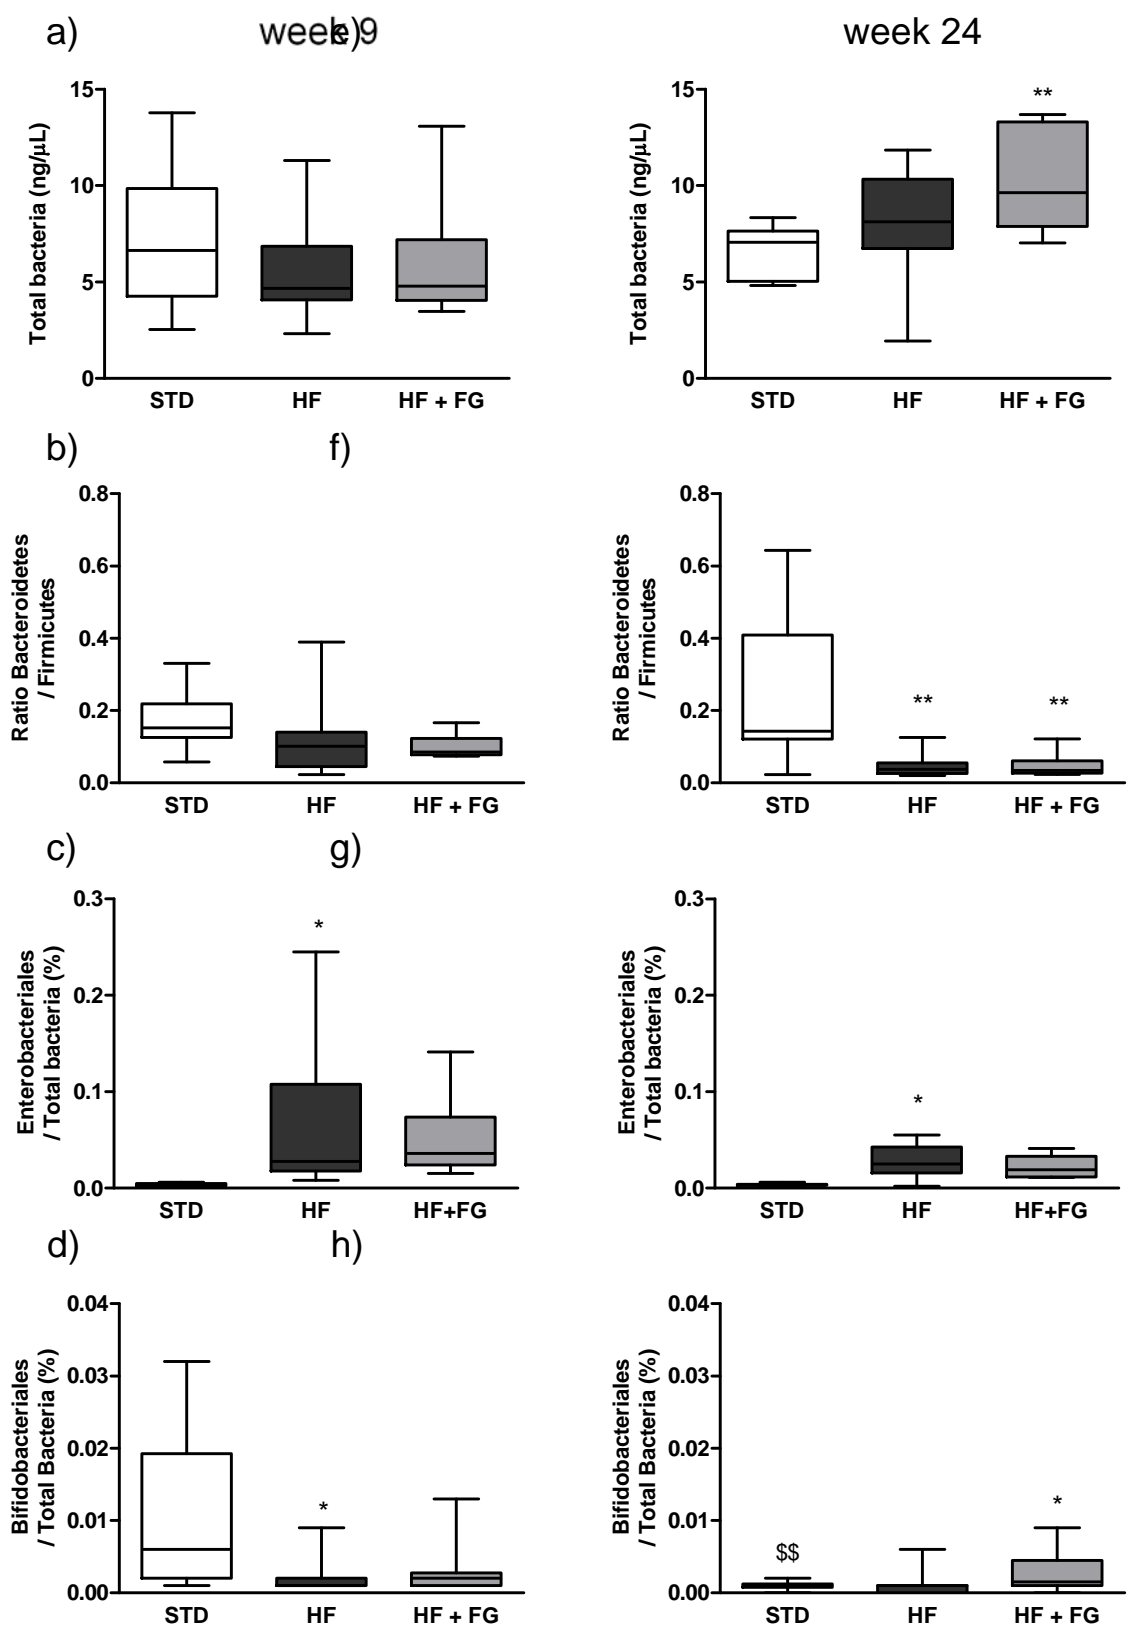 a) week 9 e) week 24
15
10
5
0
Total bacteria (ng/µL)
STD HF HF + FG
15
10
5
0
Total bacteria (ng/µL)
**
STD HF HF + FG
b) f)
0.8
0.6
0.4
0.2
0.0
Ratio Bacteroidetes
/ Firmicutes
STD HF HF + FG
0.8
0.6
0.4
0.2
0.0
Ratio Bacteroidetes
/ Firmicutes
** **
STD HF HF + FG
c) g)
0.3
0.2
0.1
0.0
Enterobacteriales
/ Total bacteria (%)
*
STD HF HF+FG
0.3
0.2
0.1
0.0
Enterobacteriales
/ Total bacteria (%)
*
STD HF HF+FG
d) h)
0.04
0.03
0.02
0.01
0.00
Bifidobacteriales
/ Total Bacteria (%)
*
STD HF HF + FG
0.04
0.03
0.02
0.01
0.00
Bifidobacteriales
/ Total Bacteria (%)
$$ *
STD HF HF + FG